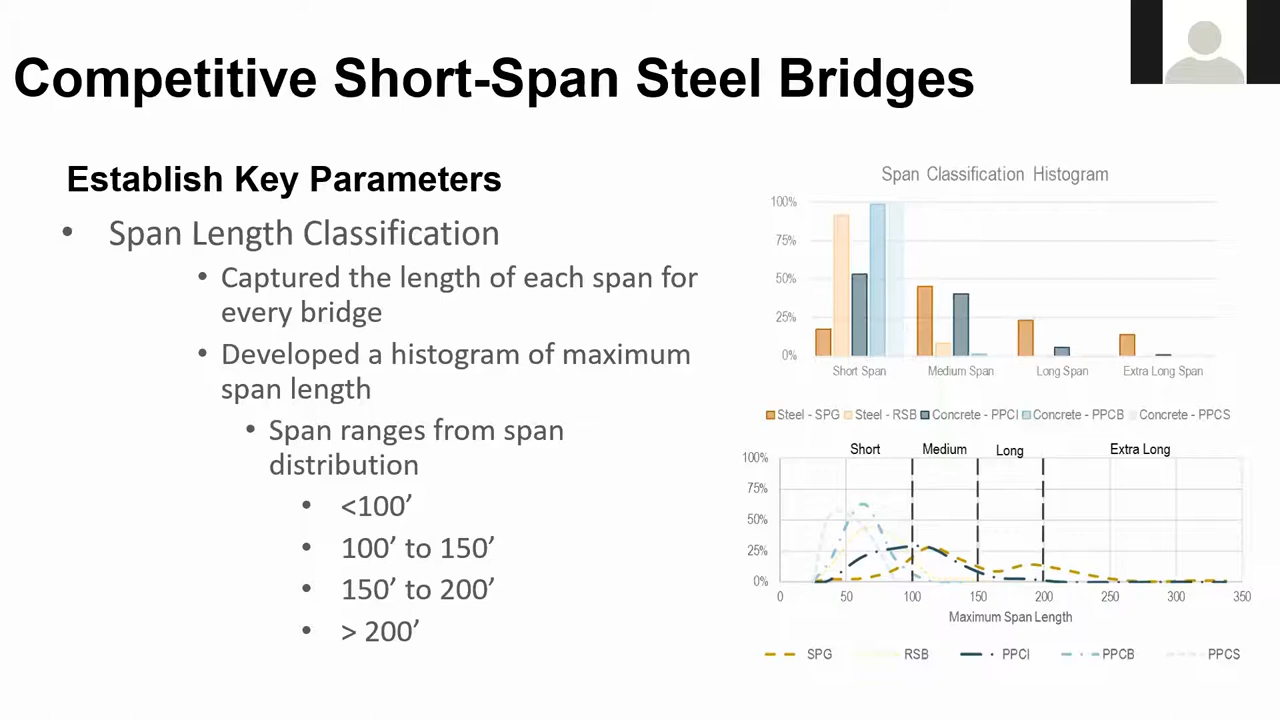 Competitive Short-Span Steel Bridges
Establish Key Parameters
• Span Length Classification
• Captured the length of each span for
every bridge
• Developed a histogram of maximum
span length
• Span ranges from span
distribution
• <100’
• 100’ to 150’
• 150’ to 200’
• > 200’
Span Classification Histogram
100%
75%
50%
25%
0%
Short Span Medium Span Long Span Extra Long Span
Steel - SPG Steel - RSB Concrete - PPCI Concrete - PPCB Concrete - PPCS
Short Medium Long Extra Long
100%
75%
50%
25%
0%
0 50 100 150 200 250 300 350
Maximum Span Length
SPG RSB PPCI PPCB PPCS